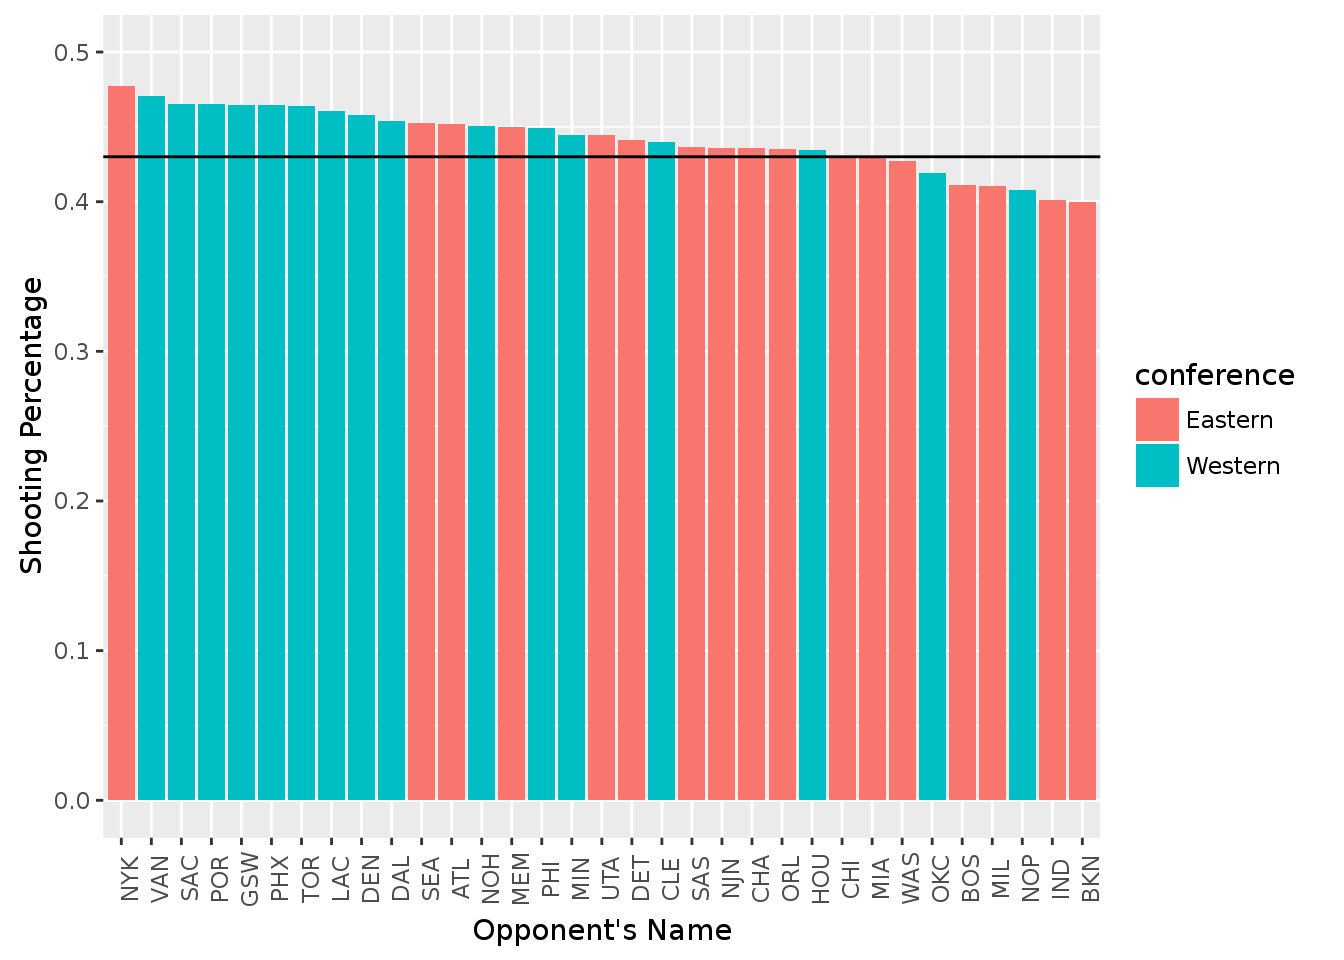 0.5
0.4
0.3
0.2
0.1
0.0
Shooting Percentage
NYK
VAN
SAC
POR
GSW
PHX
TOR
LAC
DEN
DAL
SEA
ATL
NOH
MEM
PHI
MIN
UTA
DET
CLE
SAS
NJN
CHA
ORL
HOU
CHI
MIA
WAS
OKC
BOS
MIL
NOP
IND
BKN
Opponent's Name
conference
Eastern
Western